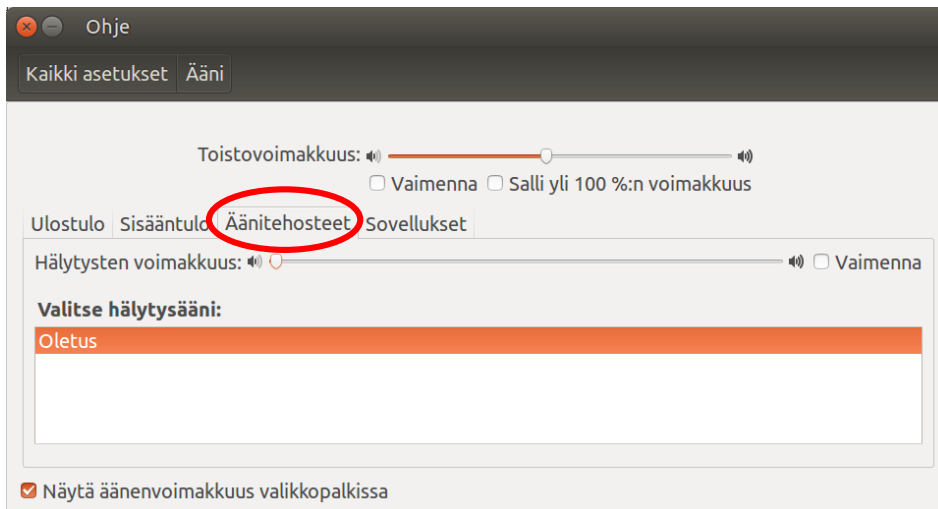 Ohje
Kaikki asetukset Ääni
Toistovoimakkuus:
Vaimenna Salli yli 100 %:n voimakkuus
Ulostulo Sisääntulo Äänitehosteet Sovellukset
Hälytysten voimakkuus: Vaimenna
Valitse hälytysääni:
Oletus
Näytä äänenvoimakkuus valikkopalkissa